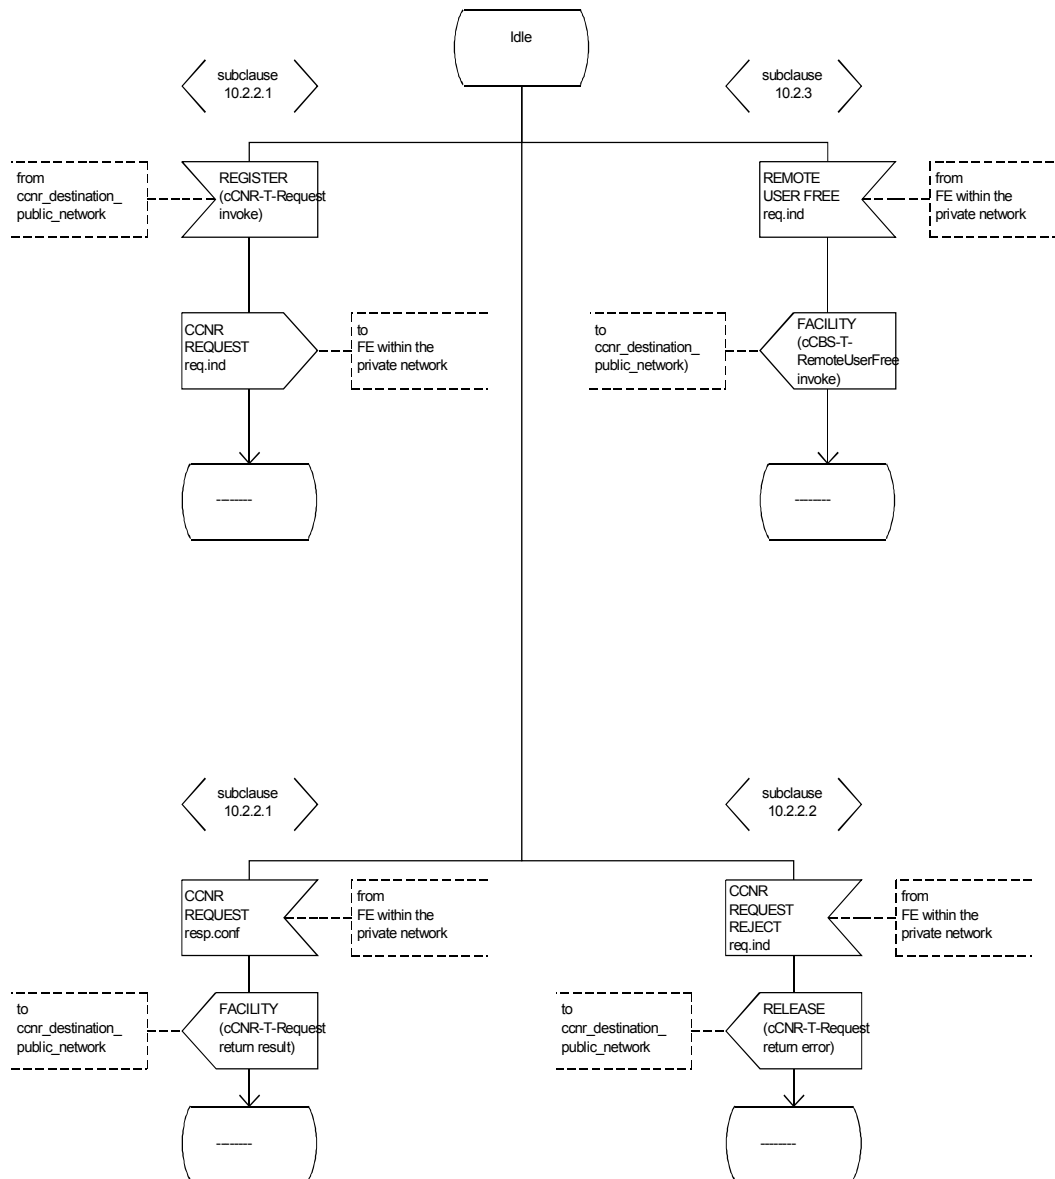 Idle
subclause
10.2.2.1
subclause
10.2.3
from
ccnr_destination_
public_network
REGISTER
(cCNR-T-Request
invoke)
REMOTE
USER FREE
req.ind
from
FE within the
private network
CCNR
REQUEST
req.ind
to
FE within the
private network
to
ccnr_destination_
public_network)
FACILITY
(cCBS-T-
RemoteUserFree
invoke)
--------
--------
subclause
10.2.2.1
subclause
10.2.2.2
CCNR
REQUEST
resp.conf
from
FE within the
private network
CCNR
REQUEST
REJECT
req.ind
from
FE within the
private network
to
ccnr_destination_
public_network
FACILITY
(cCNR-T-Request
return result)
to
ccnr_destination_
public_network
RELEASE
(cCNR-T-Request
return error)
--------
--------